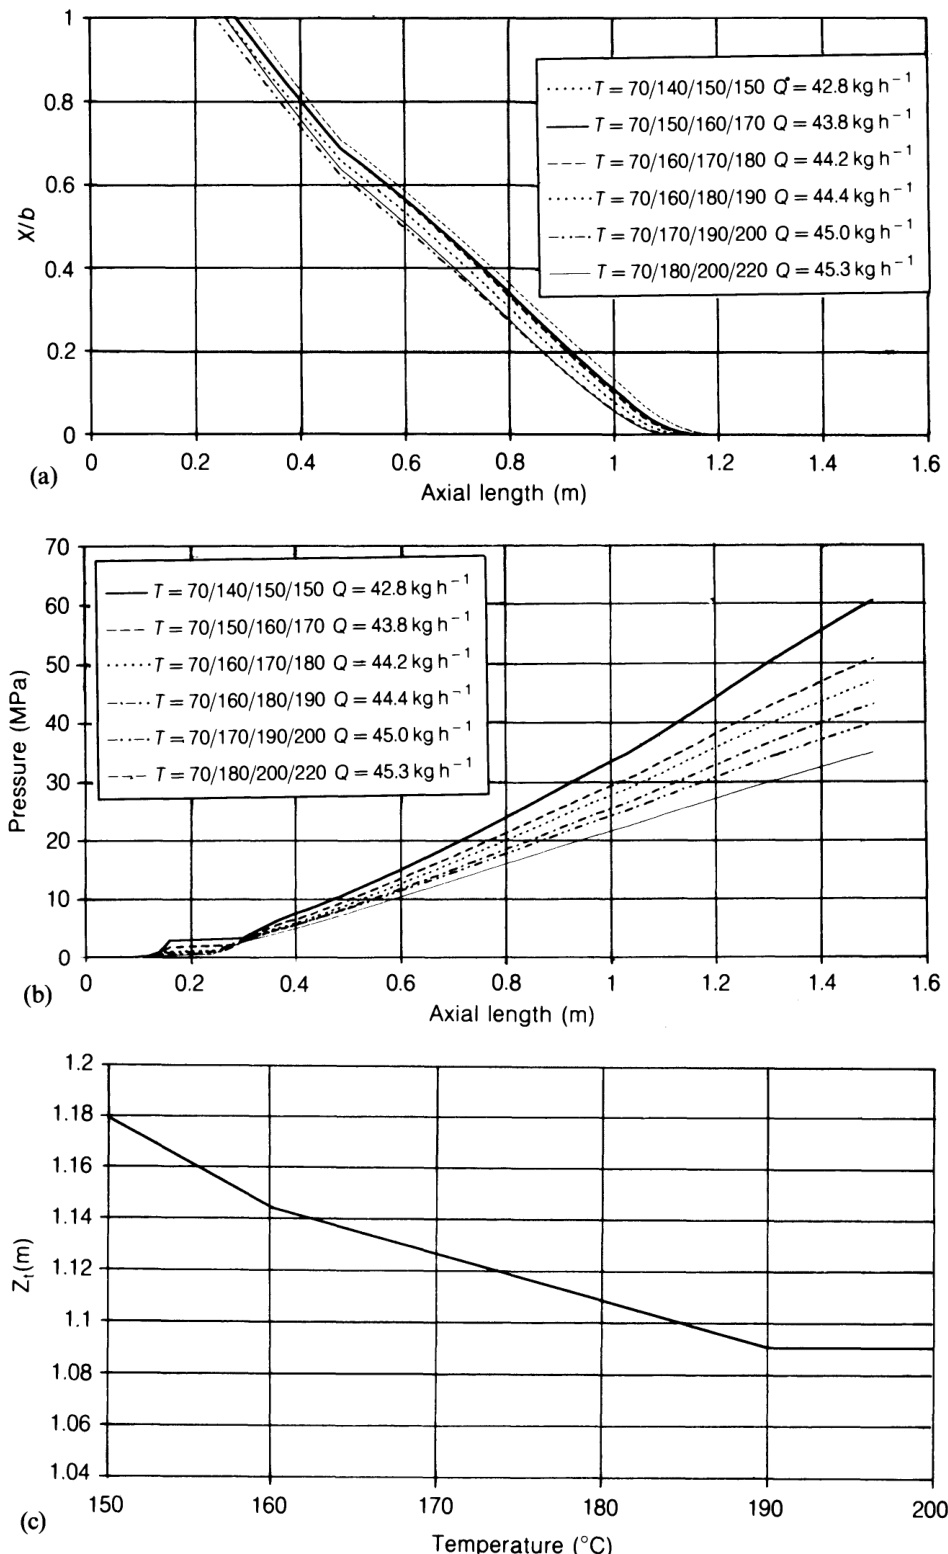 1
0.8
0.6
0.4
0.2
0
X/b
T = 70/140/150/150 Q = 42.8 kg h⁻¹
T = 70/150/160/170 Q = 43.8 kg h⁻¹
T = 70/160/170/180 Q = 44.2 kg h⁻¹
T = 70/160/180/190 Q = 44.4 kg h⁻¹
T = 70/170/190/200 Q = 45.0 kg h⁻¹
T = 70/180/200/220 Q = 45.3 kg h⁻¹
0 0.2 0.4 0.6 0.8 1 1.2 1.4 1.6
(a)
Axial length (m)
70
60
50
40
30
20
10
0
Pressure (MPa)
T = 70/140/150/150 Q = 42.8 kg h⁻¹
T = 70/150/160/170 Q = 43.8 kg h⁻¹
T = 70/160/170/180 Q = 44.2 kg h⁻¹
T = 70/160/180/190 Q = 44.4 kg h⁻¹
T = 70/170/190/200 Q = 45.0 kg h⁻¹
T = 70/180/200/220 Q = 45.3 kg h⁻¹
0 0.2 0.4 0.6 0.8 1 1.2 1.4 1.6
(b)
Axial length (m)
1.2
1.18
1.16
1.14
1.12
1.1
1.08
1.06
1.04
Zₜ(m)
150 160 170 180 190 200
(c)
Temperature (°C)